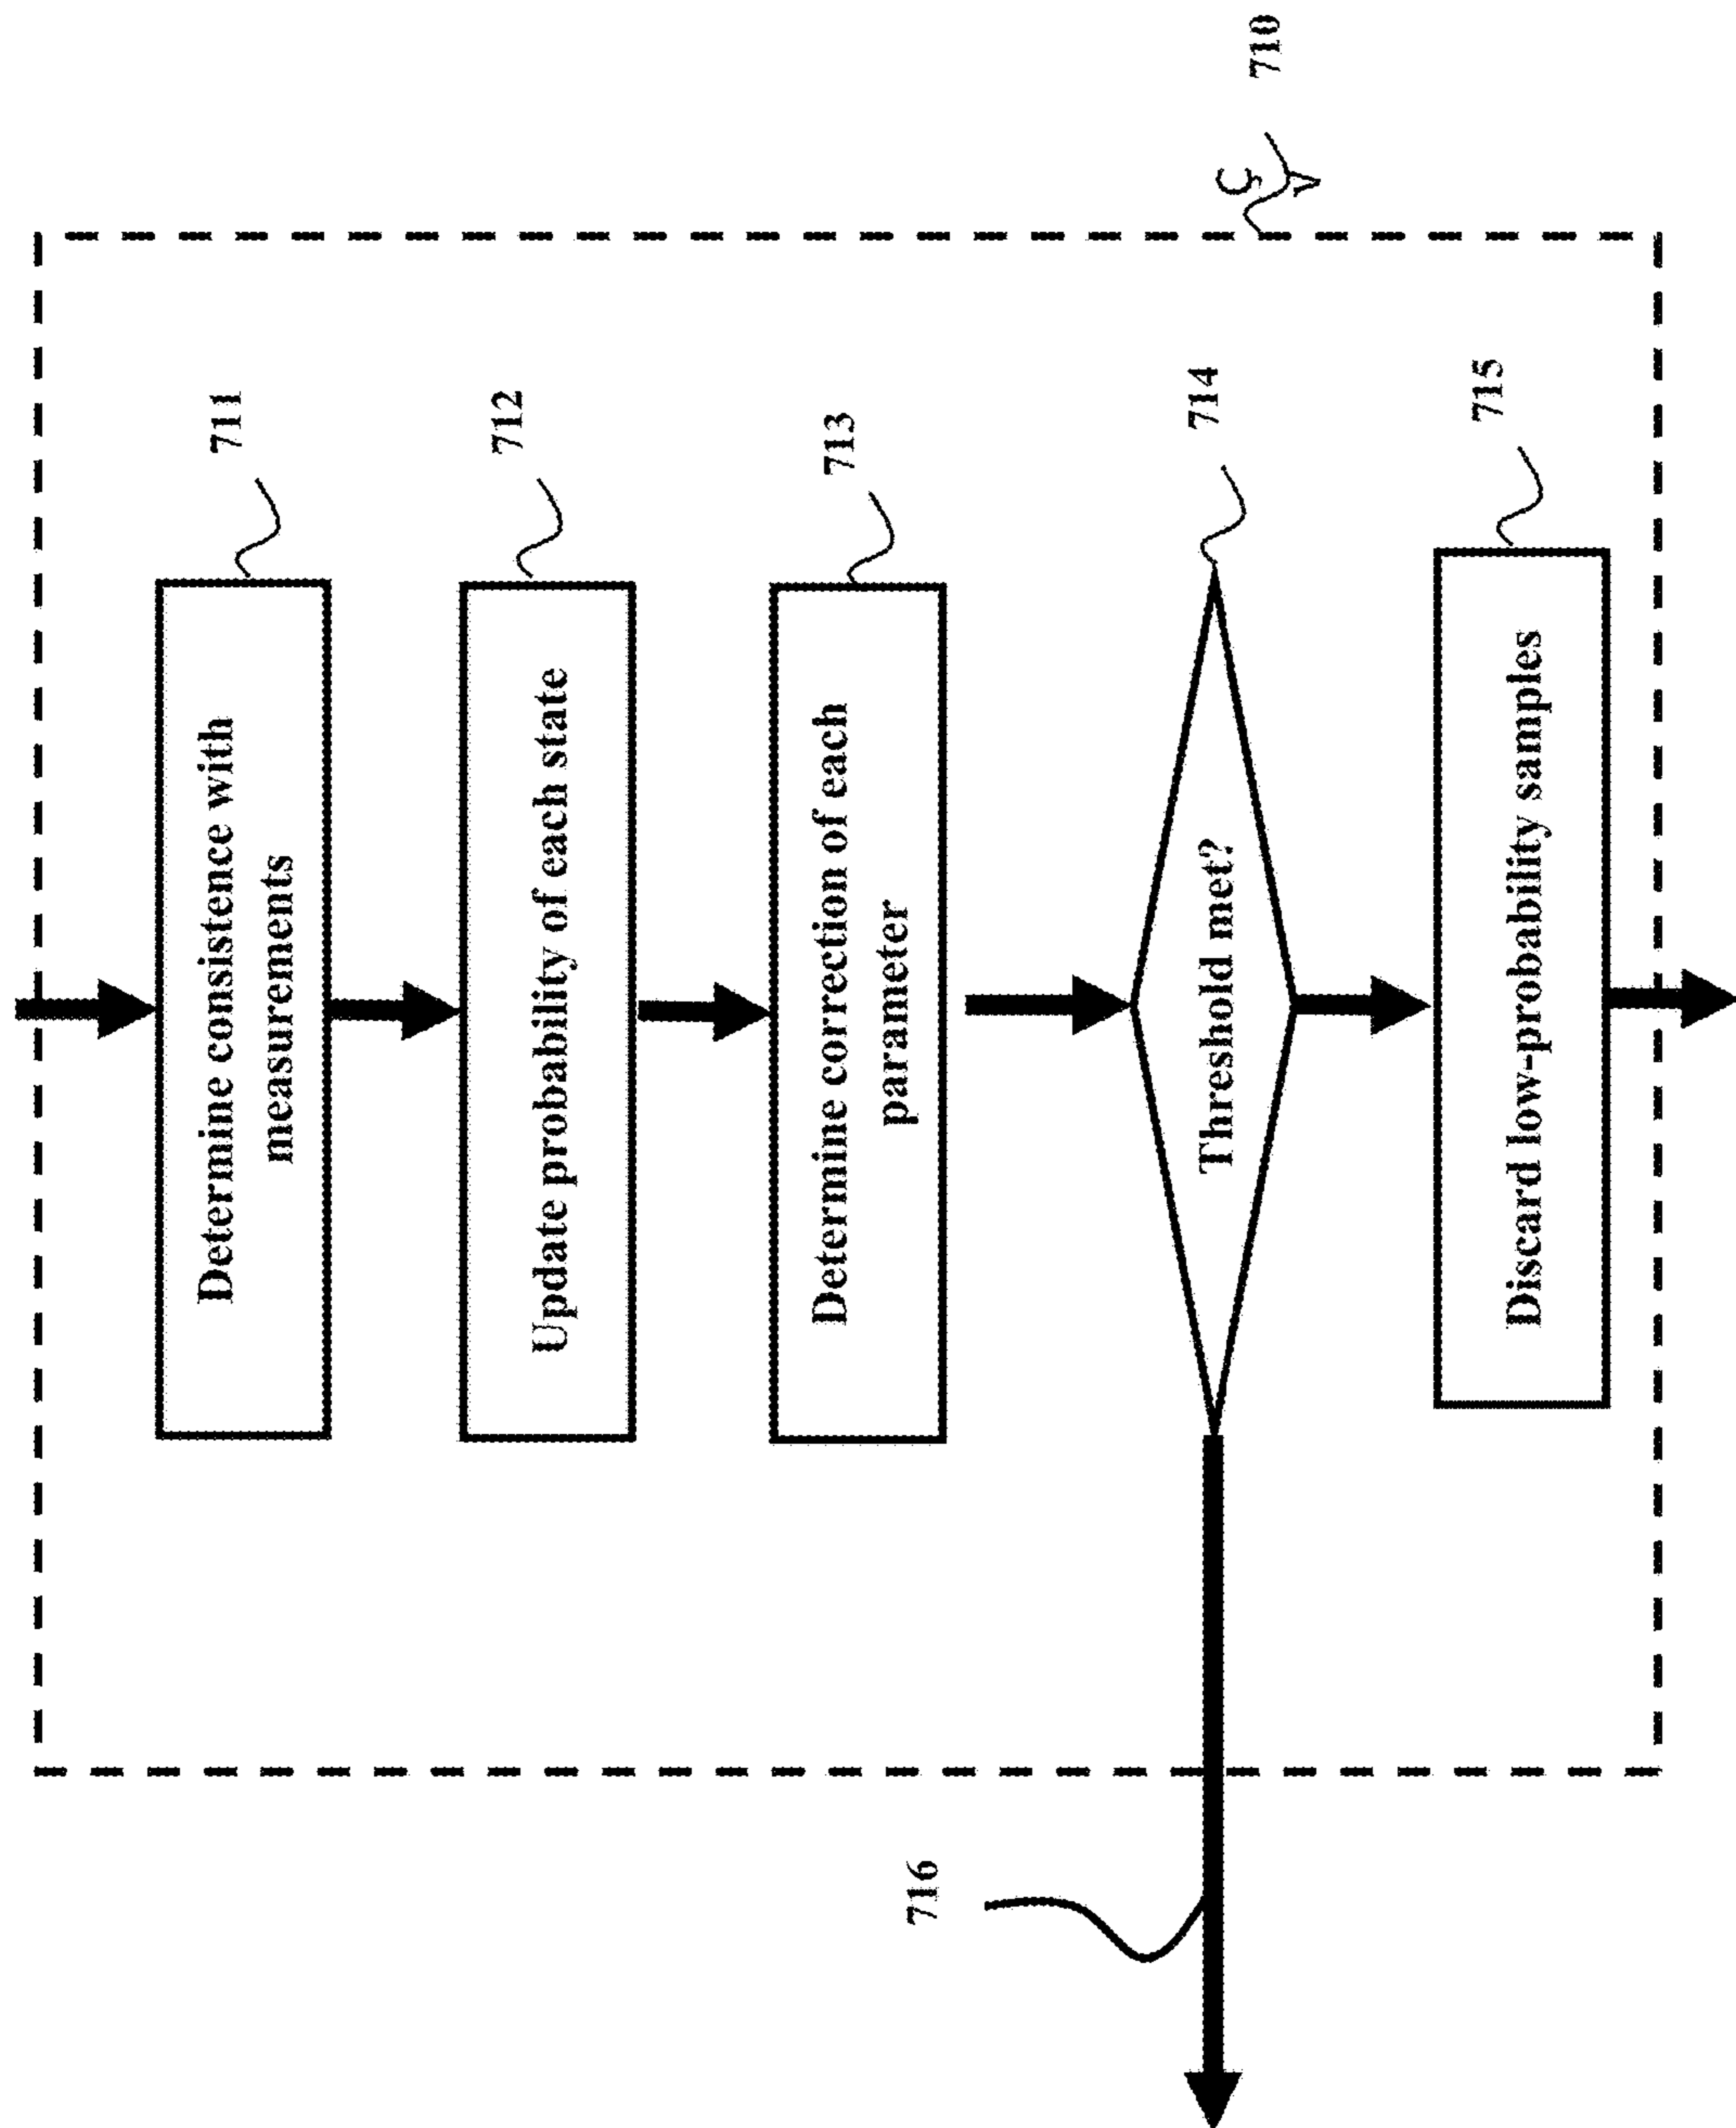 710
Determine consistence with
measurements
711
Update probability of each state
712
Determine correction of each
parameter
713
Threshold met?
714
716
Discard low-probability samples
715